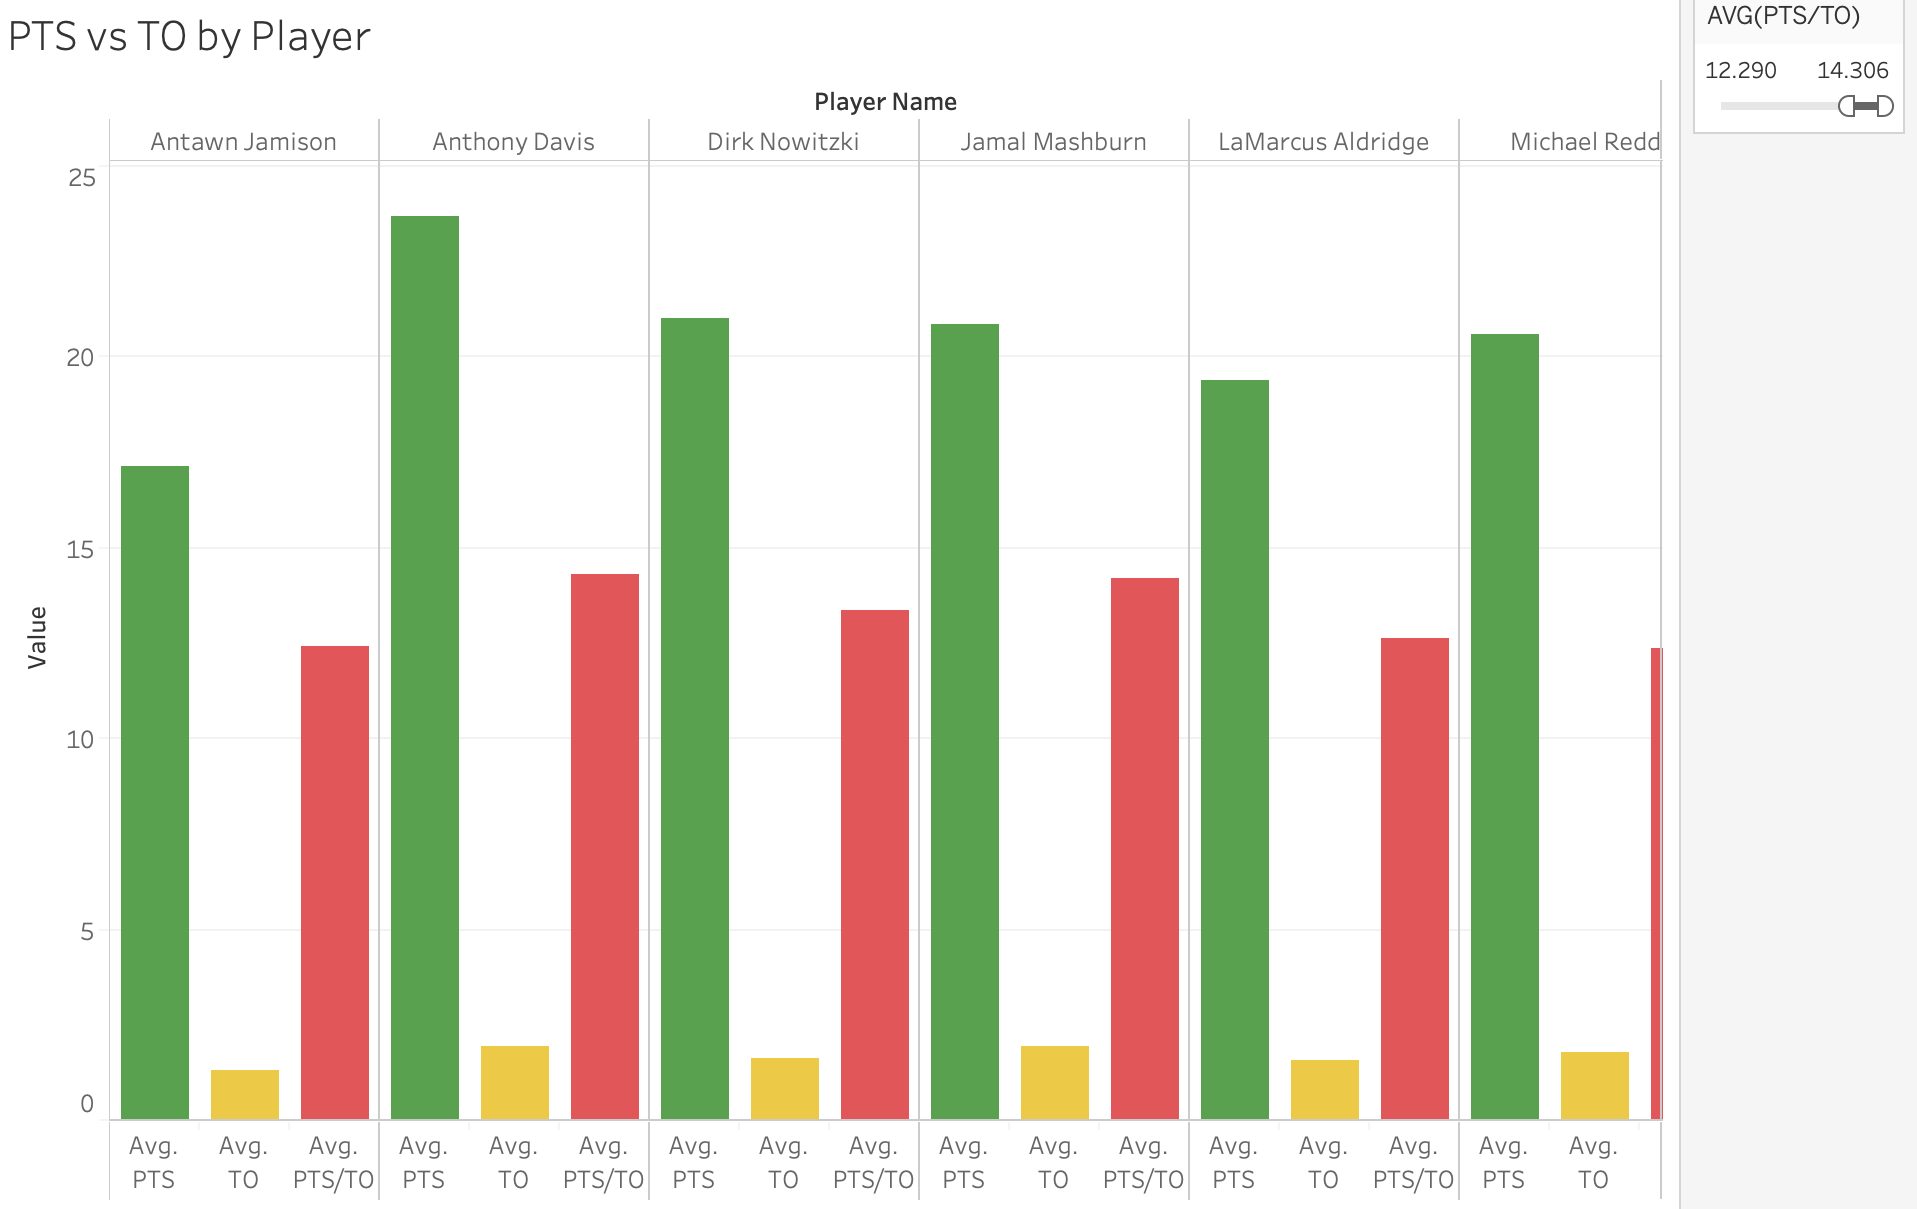 PTS vs TO by Player
AVG(PTS/TO)
12.290 14.306
Player Name
Antawn Jamison Anthony Davis Dirk Nowitzki Jamal Mashburn LaMarcus Aldridge Michael Redd
25
20
15
10
5
0
Value
Avg. Avg. Avg. Avg. Avg. Avg. Avg. Avg. Avg. Avg. Avg. Avg. Avg. Avg. Avg. Avg. Avg.
PTS TO PTS/TO PTS TO PTS/TO PTS TO PTS/TO PTS TO PTS/TO PTS TO PTS/TO PTS TO